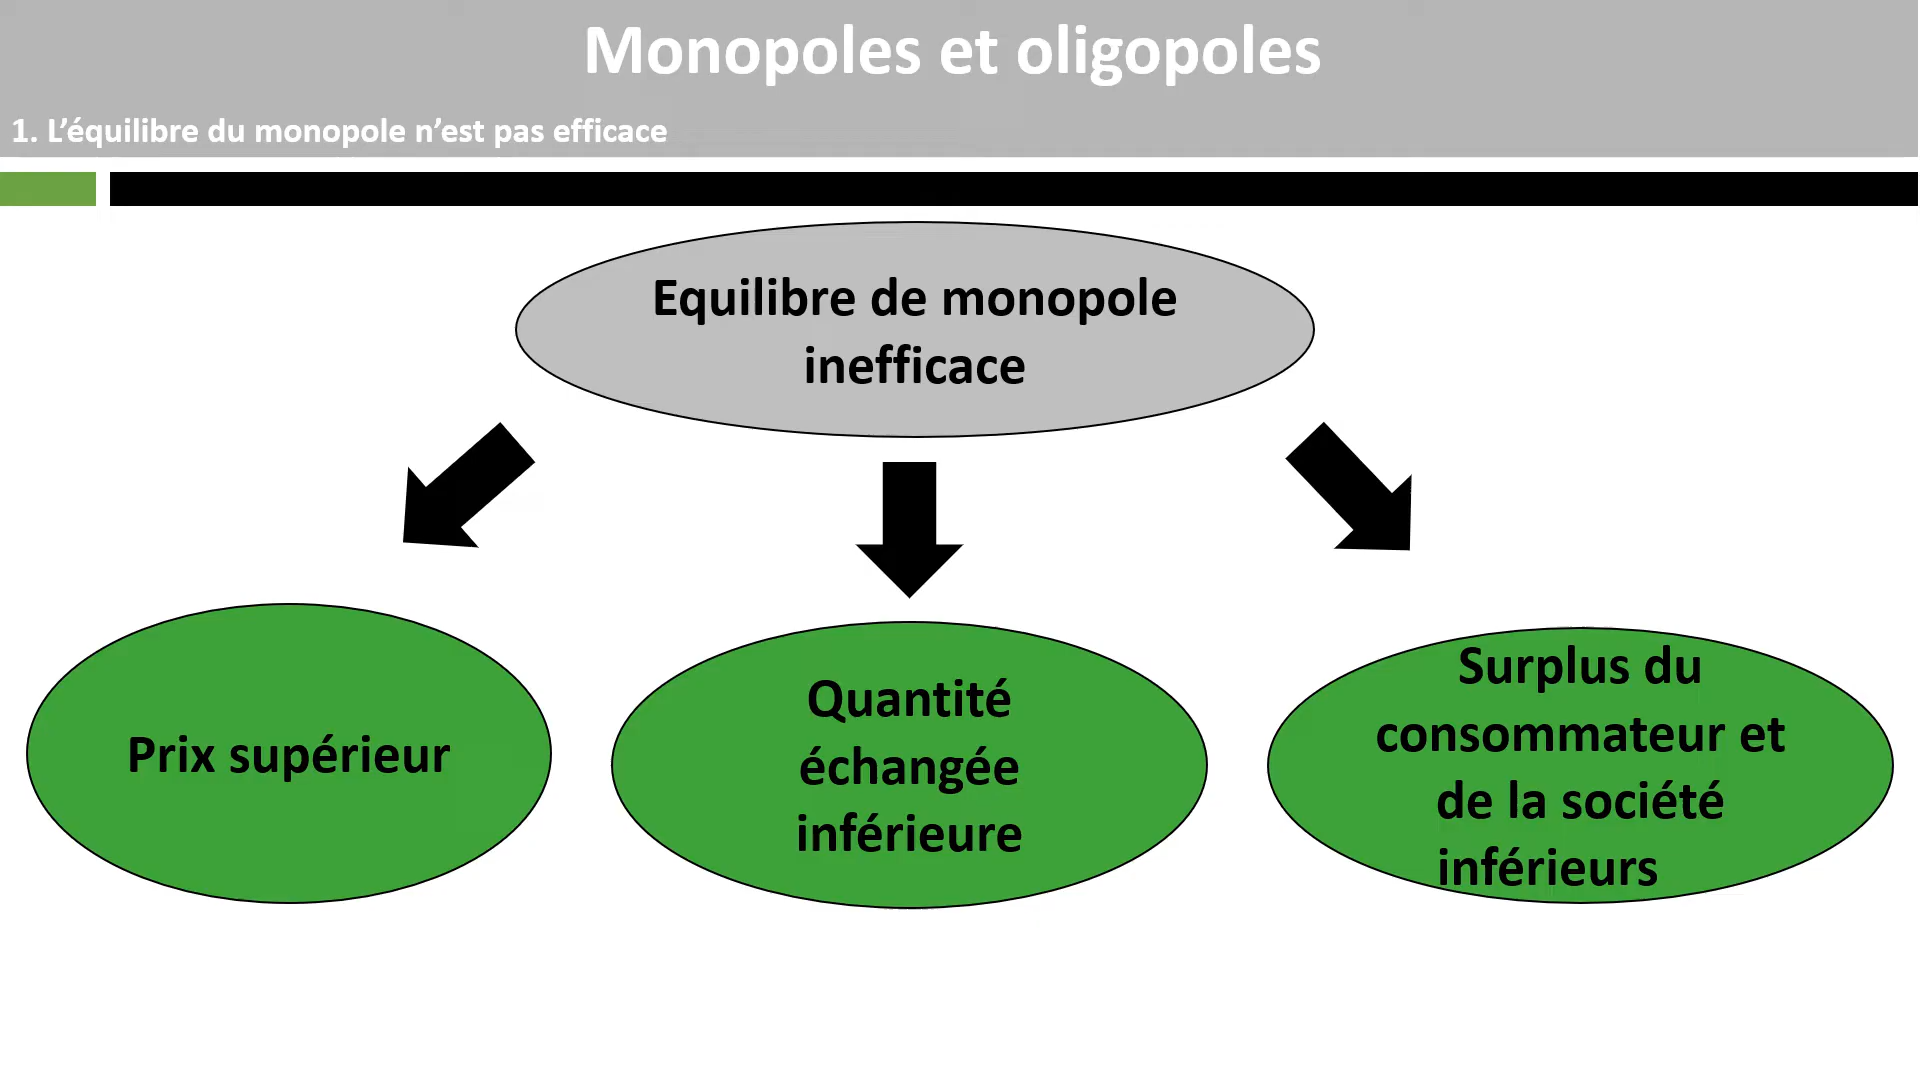 Monopoles et oligopoles
1. L’équilibre du monopole n’est pas efficace
Equilibre de monopole
inefficace
Prix supérieur
Quantité
échangée
inférieure
Surplus du
consommateur et
de la société
inférieurs